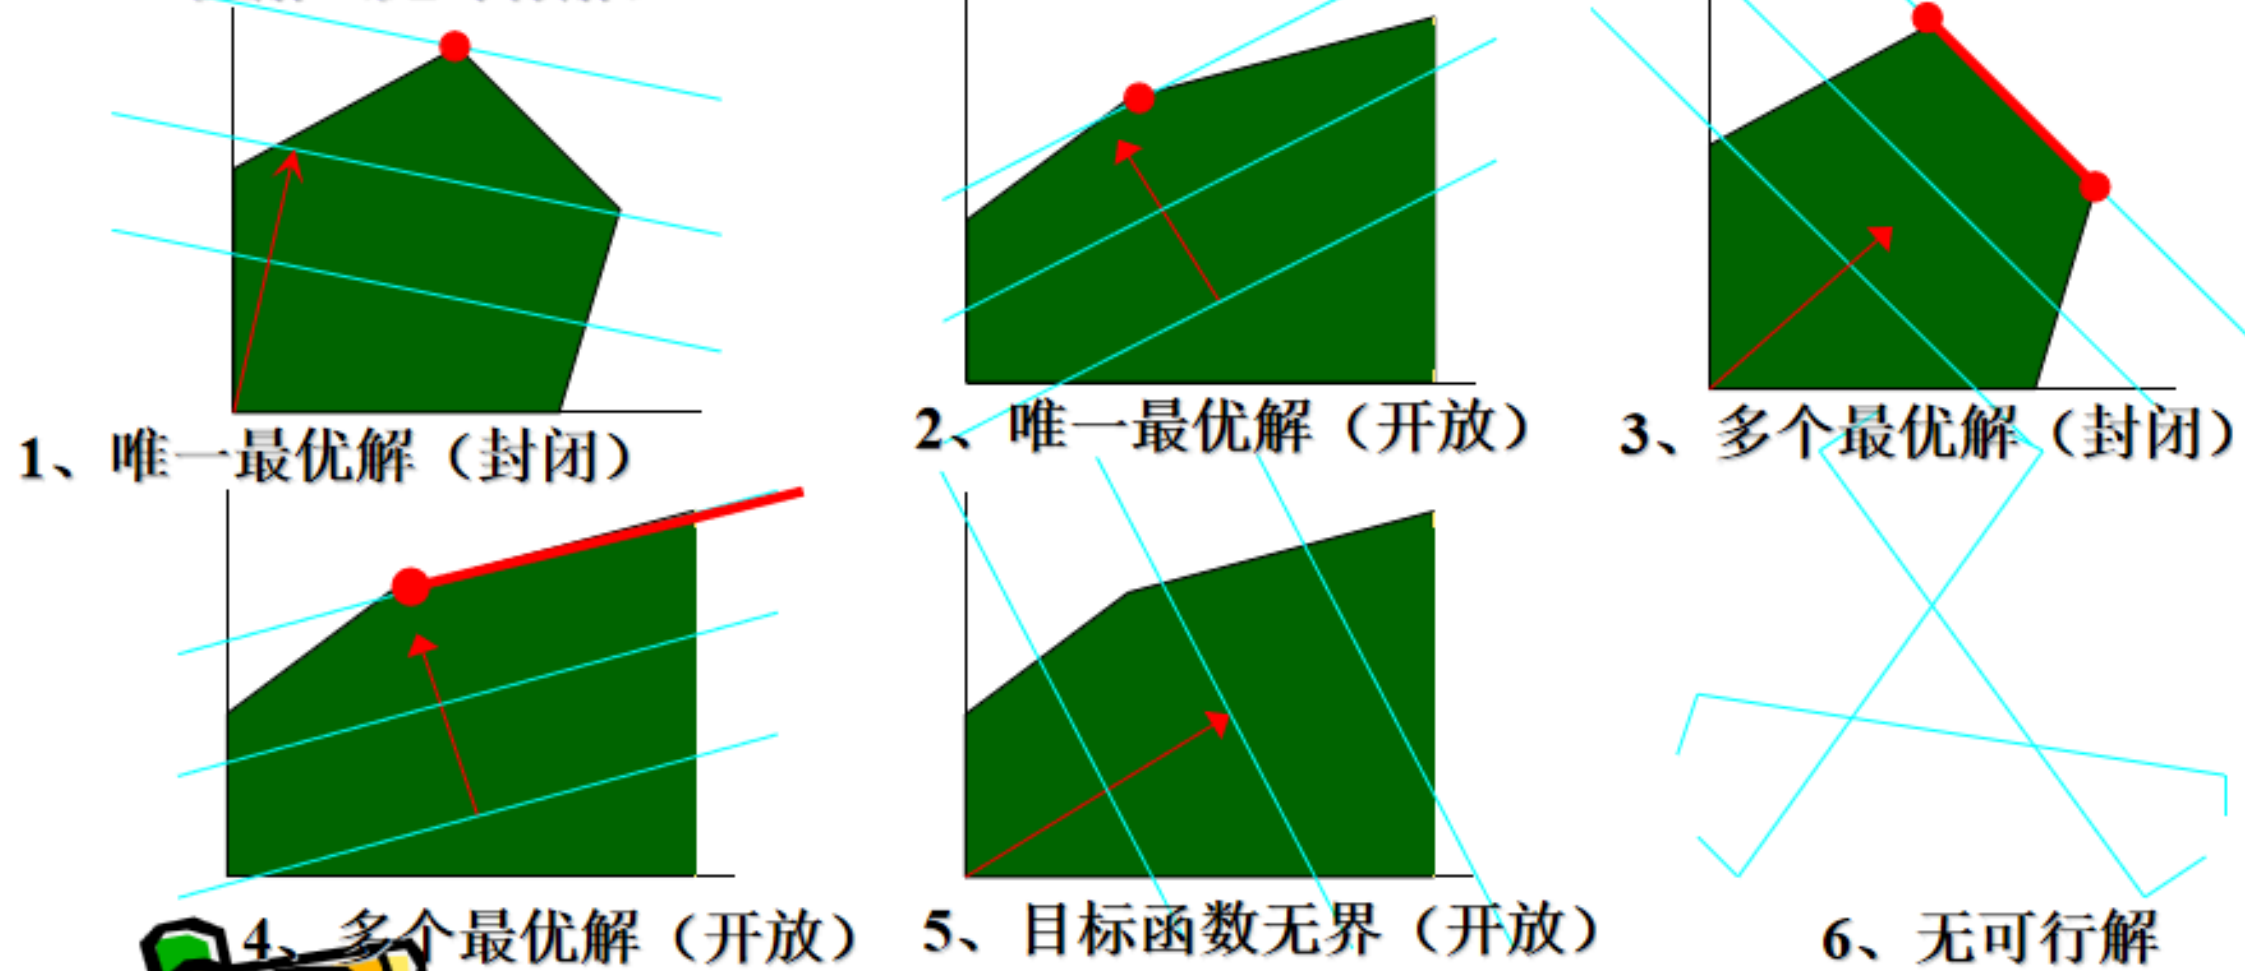 1、唯一最优解（封闭）
2、唯一最优解（开放）
3、多个最优解（封闭）
4、多个最优解（开放）
5、目标函数无界（开放）
6、无可行解